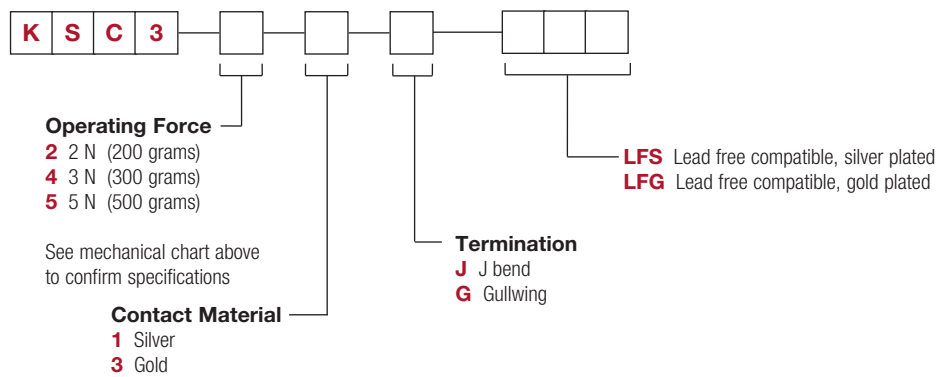 K S C 3
Operating Force
2 2 N (200 grams)
4 3 N (300 grams)
5 5 N (500 grams)
See mechanical chart above
to confirm specifications
Contact Material
1 Silver
3 Gold
Termination
J J bend
G Gullwing
LFS Lead free compatible, silver plated
LFG Lead free compatible, gold plated